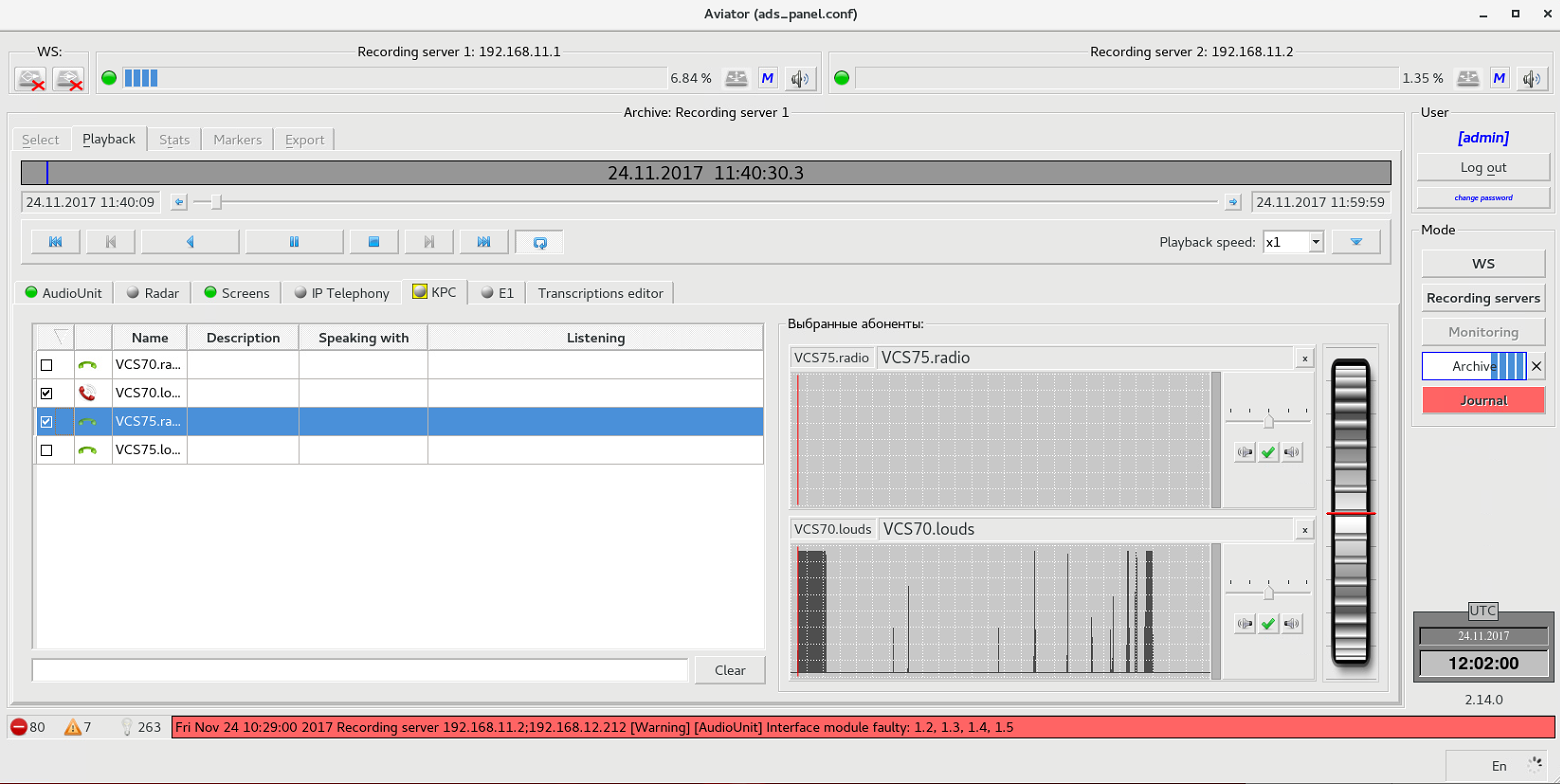 Aviator (ads_panel.conf)
WS:
Recording server 1: 192.168.11.1
Recording server 2: 192.168.11.2
6.84 %
M
1.35 %
M
Archive: Recording server 1
User
Select
Playback
Stats
Markers
Export
[admin]
Log out
change password
24.11.2017 11:40:30.3
24.11.2017 11:40:09
24.11.2017 11:59:59
Playback speed:
x1
Mode
WS
Recording servers
Monitoring
Archive
Journal
AudioUnit
Radar
Screens
IP Telephony
KPC
E1
Transcriptions editor
Name
Description
Speaking with
Listening
VCS70.ra...
VCS70.lo...
VCS75.ra...
VCS75.lo...
Clear
Выбранные абоненты:
VCS75.radio
VCS75.radio
x
VCS70.louds
VCS70.louds
x
UTC
24.11.2017
12:02:00
2.14.0
80
7
263
Fri Nov 24 10:29:00 2017 Recording server 192.168.11.2;192.168.12.212 [Warning] [AudioUnit] Interface module faulty: 1.2, 1.3, 1.4, 1.5
En